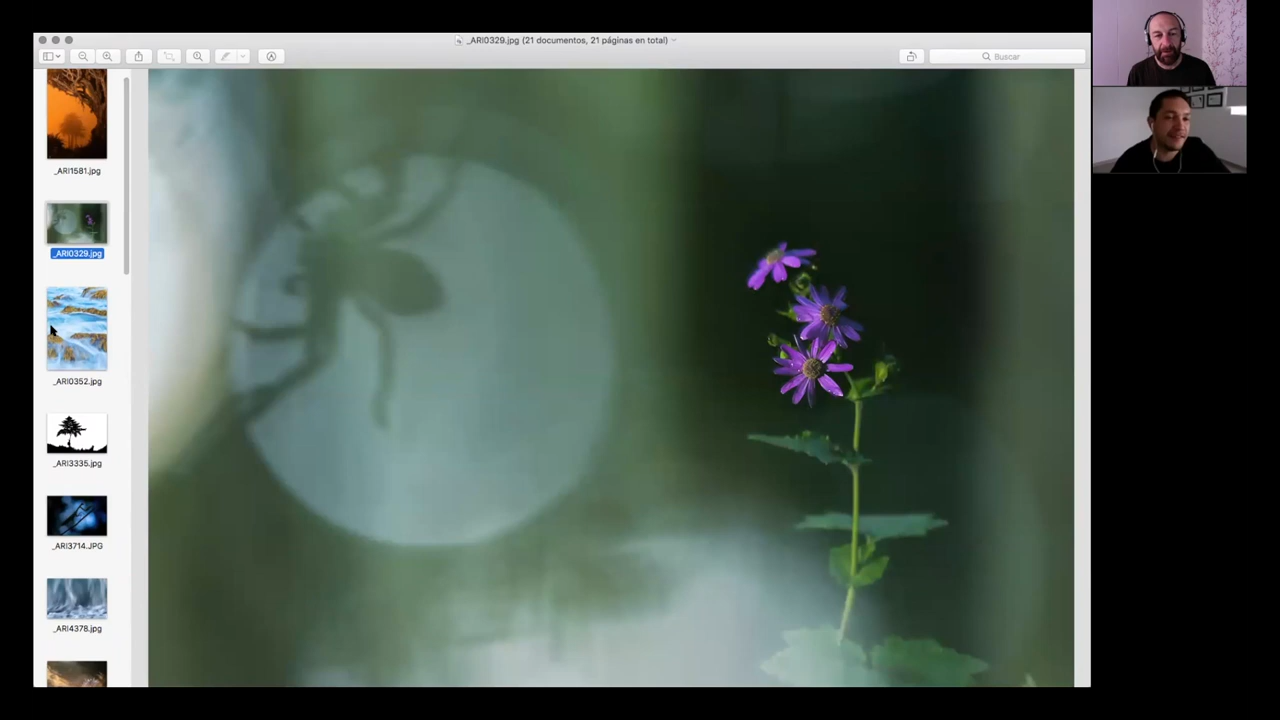 _ARI0329.jpg (21 documentos, 21 páginas en total)
Buscar
_ARI1581.jpg
_ARI0329.jpg
_ARI0352.jpg
_ARI3335.jpg
_ARI3714.JPG
_ARI4378.jpg